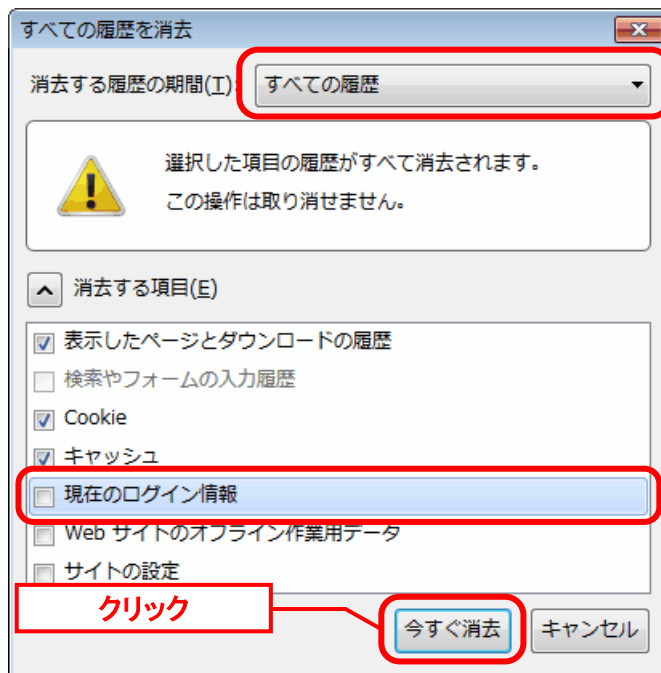 すべての履歴を消去
消去する履歴の期間(T): すべての履歴
選択した項目の履歴がすべて消去されます。
この操作は取り消せません。
消去する項目(E)
表示したページとダウンロードの履歴
検索やフォームの入力履歴
Cookie
キャッシュ
現在のログイン情報
Web サイトのオフライン作業用データ
サイトの設定
クリック
今すぐ消去 キャンセル